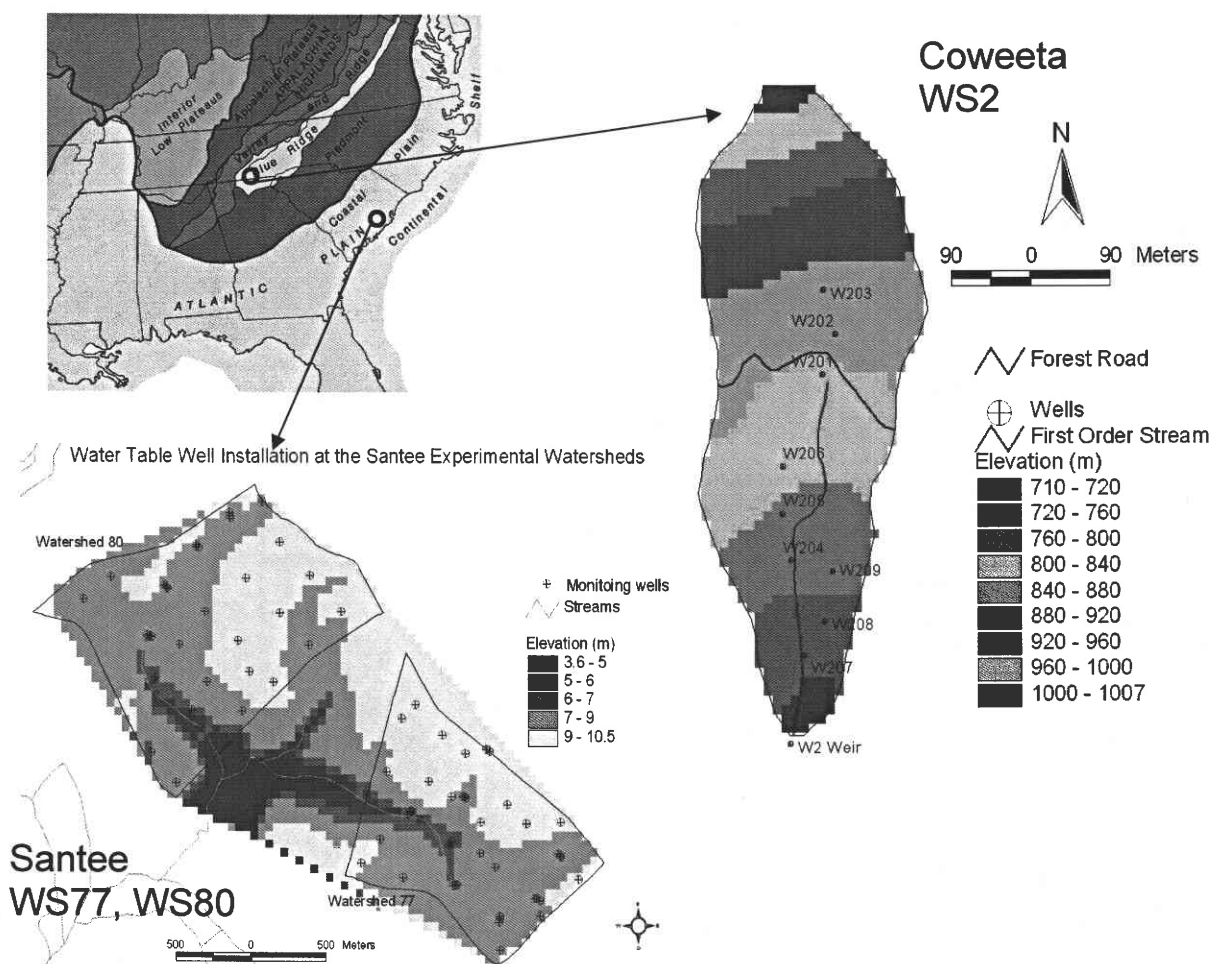 Interior
Low Plateaus
Appalachian Plateaus
APPALACHIAN
HIGHLANDS
Valley and Ridge
Blue Ridge
Piedmont
Coastal Plain
PLAIN
Continental Shelf
ATLANTIC
Coweeta
WS2
N
90 0 90 Meters
W203
W202
W201
W204
W209
W208
W207
W2 Weir
Forest Road
Wells
First Order Stream
Elevation (m)
710 - 720
720 - 760
760 - 800
800 - 840
840 - 880
880 - 920
920 - 960
960 - 1000
1000 - 1007
Water Table Well Installation at the Santee Experimental Watersheds
Watershed 80
Monitoing wells
Streams
Elevation (m)
3.6 - 5
5 - 6
6 - 7
7 - 9
9 - 10.5
Santee
WS77, WS80
Watershed 77
500 0 500 Meters